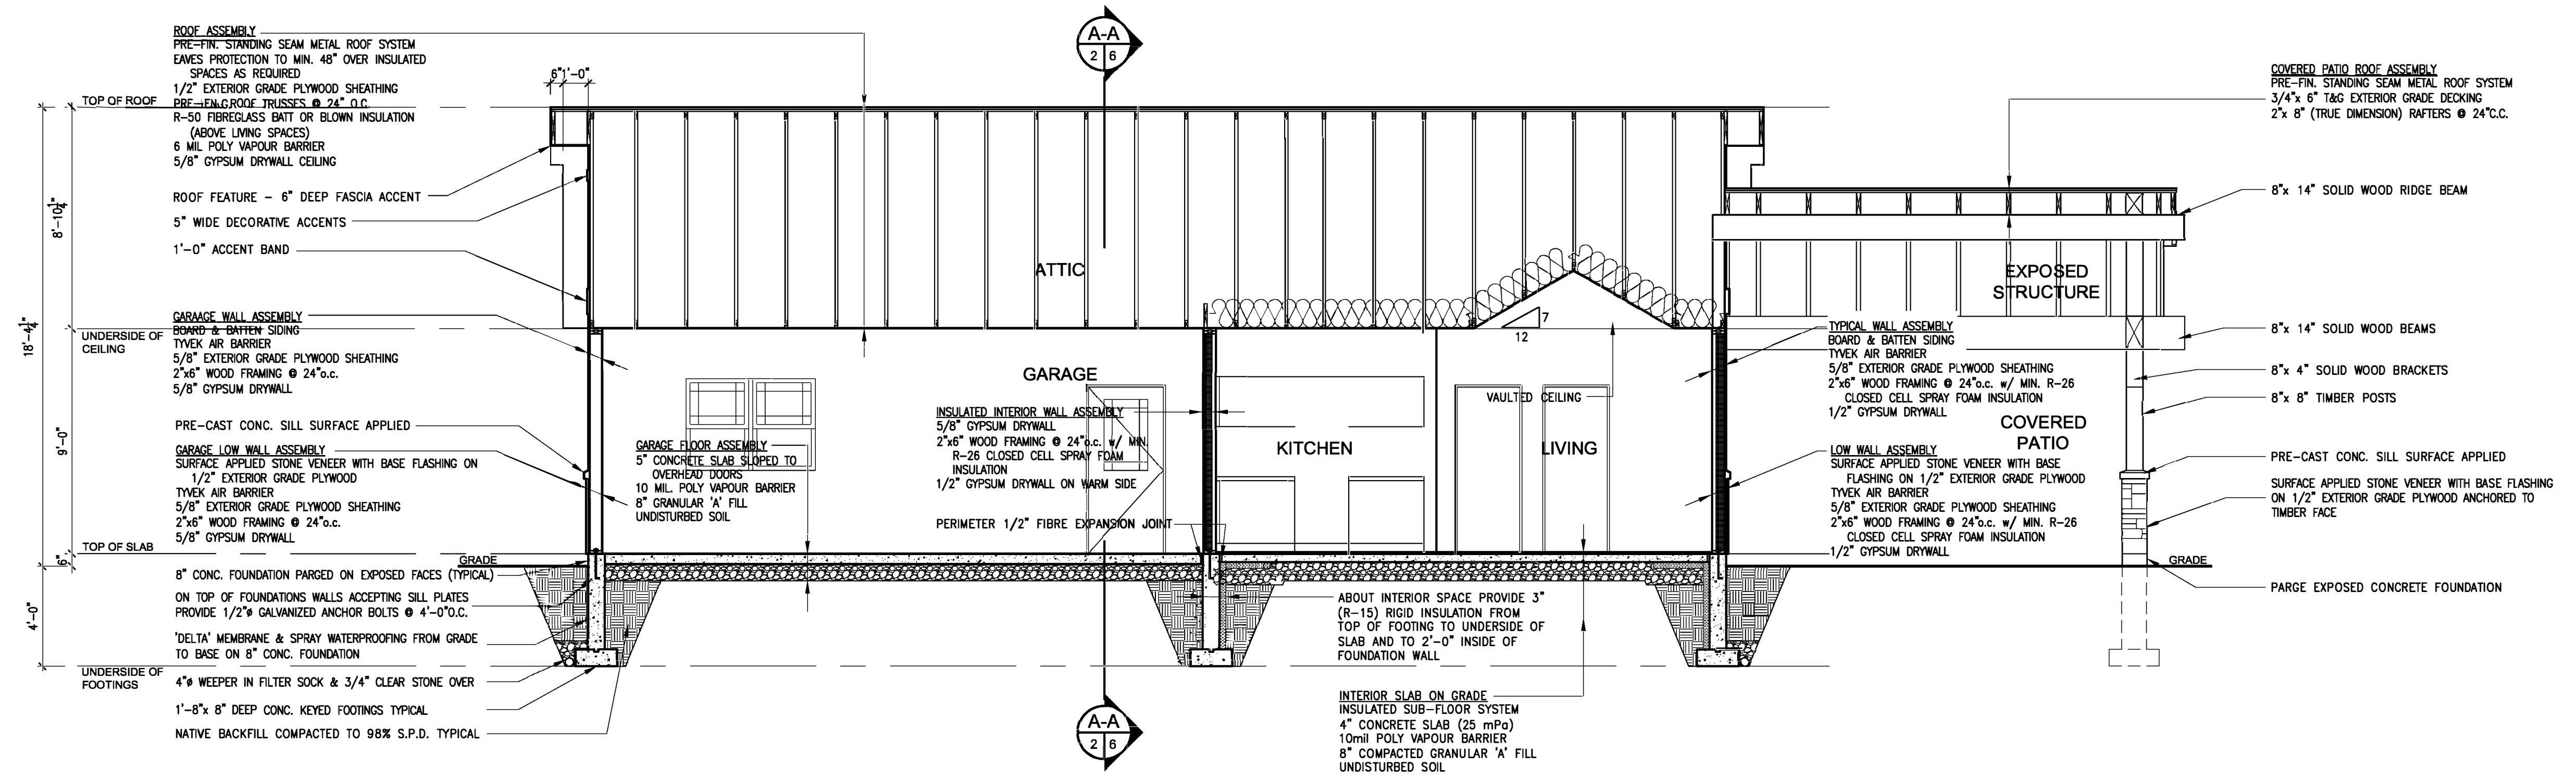 ROOF ASSEMBLY
PRE-FIN. STANDING SEAM METAL ROOF SYSTEM
EAVES PROTECTION TO MIN. 48" OVER INSULATED
SPACES AS REQUIRED
1/2" EXTERIOR GRADE PLYWOOD SHEATHING
PRE-ENG. ROOF TRUSSES @ 24" O.C.
R-50 FIBREGLASS BATT OR BLOWN INSULATION
(ABOVE LIVING SPACES)
6 MIL POLY VAPOUR BARRIER
5/8" GYPSUM DRYWALL CEILING
ROOF FEATURE - 6" DEEP FASCIA ACCENT
5" WIDE DECORATIVE ACCENTS
1'-0" ACCENT BAND
GARAAGE WALL ASSEMBLY
BOARD & BATTEN SIDING
TYVEK AIR BARRIER
5/8" EXTERIOR GRADE PLYWOOD SHEATHING
2"x6" WOOD FRAMING @ 24"o.c.
5/8" GYPSUM DRYWALL
PRE-CAST CONC. SILL SURFACE APPLIED
GARAGE LOW WALL ASSEMBLY
SURFACE APPLIED STONE VENEER WITH BASE FLASHING ON
1/2" EXTERIOR GRADE PLYWOOD
TYVEK AIR BARRIER
5/8" EXTERIOR GRADE PLYWOOD SHEATHING
2"x6" WOOD FRAMING @ 24"o.c.
5/8" GYPSUM DRYWALL
8" CONC. FOUNDATION PARGED ON EXPOSED FACES (TYPICAL)
ON TOP OF FOUNDATIONS WALLS ACCEPTING SILL PLATES
PROVIDE 1/2"ø GALVANIZED ANCHOR BOLTS @ 4'-0"O.C.
'DELTA' MEMBRANE & SPRAY WATERPROOFING FROM GRADE
TO BASE ON 8" CONC. FOUNDATION
4"ø WEEPER IN FILTER SOCK & 3/4" CLEAR STONE OVER
1'-8"x 8" DEEP CONC. KEYED FOOTINGS TYPICAL
NATIVE BACKFILL COMPACTED TO 98% S.P.D. TYPICAL
TOP OF ROOF
UNDERSIDE OF
CEILING
TOP OF SLAB
UNDERSIDE OF
FOOTINGS
8'-10 1/4"
18'-4 1/4"
9'-0"
6"
4'-0"
6"
1'-0"
GRADE
A-A
2 6
ATTIC
GARAGE
GARAGE FLOOR ASSEMBLY
5" CONCRETE SLAB SLOPED TO
OVERHEAD DOORS
10 MIL. POLY VAPOUR BARRIER
8" GRANULAR 'A' FILL
UNDISTURBED SOIL
INSULATED INTERIOR WALL ASSEMBLY
5/8" GYPSUM DRYWALL
2"x6" WOOD FRAMING @ 24"o.c. w/ MIN.
R-26 CLOSED CELL SPRAY FOAM
INSULATION
1/2" GYPSUM DRYWALL ON WARM SIDE
PERIMETER 1/2" FIBRE EXPANSION JOINT
A-A
2 6
KITCHEN
LIVING
VAULTED CEILING
7
12
ABOUT INTERIOR SPACE PROVIDE 3"
(R-15) RIGID INSULATION FROM
TOP OF FOOTING TO UNDERSIDE OF
SLAB AND TO 2'-0" INSIDE OF
FOUNDATION WALL
INTERIOR SLAB ON GRADE
INSULATED SUB-FLOOR SYSTEM
4" CONCRETE SLAB (25 mPa)
10mil POLY VAPOUR BARRIER
8" COMPACTED GRANULAR 'A' FILL
UNDISTURBED SOIL
TYPICAL WALL ASSEMBLY
BOARD & BATTEN SIDING
TYVEK AIR BARRIER
5/8" EXTERIOR GRADE PLYWOOD SHEATHING
2"x6" WOOD FRAMING @ 24"o.c. w/ MIN. R-26
CLOSED CELL SPRAY FOAM INSULATION
1/2" GYPSUM DRYWALL
LOW WALL ASSEMBLY
SURFACE APPLIED STONE VENEER WITH BASE
FLASHING ON 1/2" EXTERIOR GRADE PLYWOOD
TYVEK AIR BARRIER
5/8" EXTERIOR GRADE PLYWOOD SHEATHING
2"x6" WOOD FRAMING @ 24"o.c. w/ MIN. R-26
CLOSED CELL SPRAY FOAM INSULATION
1/2" GYPSUM DRYWALL
EXPOSED
STRUCTURE
COVERED
PATIO
GRADE
COVERED PATIO ROOF ASSEMBLY
PRE-FIN. STANDING SEAM METAL ROOF SYSTEM
3/4"x 6" T&G EXTERIOR GRADE DECKING
2"x 8" (TRUE DIMENSION) RAFTERS @ 24"C.C.
8"x 14" SOLID WOOD RIDGE BEAM
8"x 14" SOLID WOOD BEAMS
8"x 4" SOLID WOOD BRACKETS
8"x 8" TIMBER POSTS
PRE-CAST CONC. SILL SURFACE APPLIED
SURFACE APPLIED STONE VENEER WITH BASE FLASHING
ON 1/2" EXTERIOR GRADE PLYWOOD ANCHORED TO
TIMBER FACE
PARGE EXPOSED CONCRETE FOUNDATION